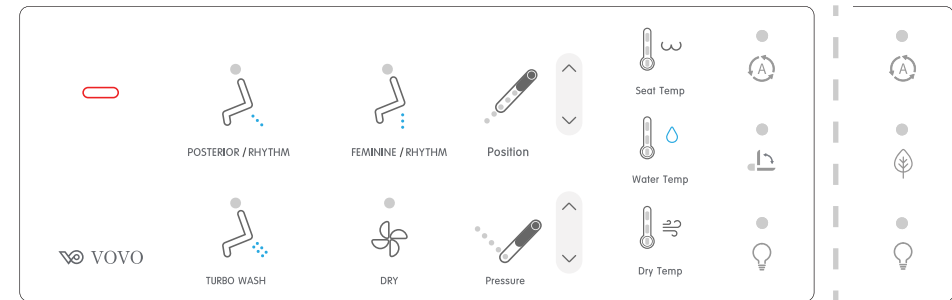 Seat Temp
POSTERIOR / RHYTHM
FEMININE / RHYTHM
Position
Water Temp
VOVO
TURBO WASH
DRY
Pressure
Dry Temp
A
A